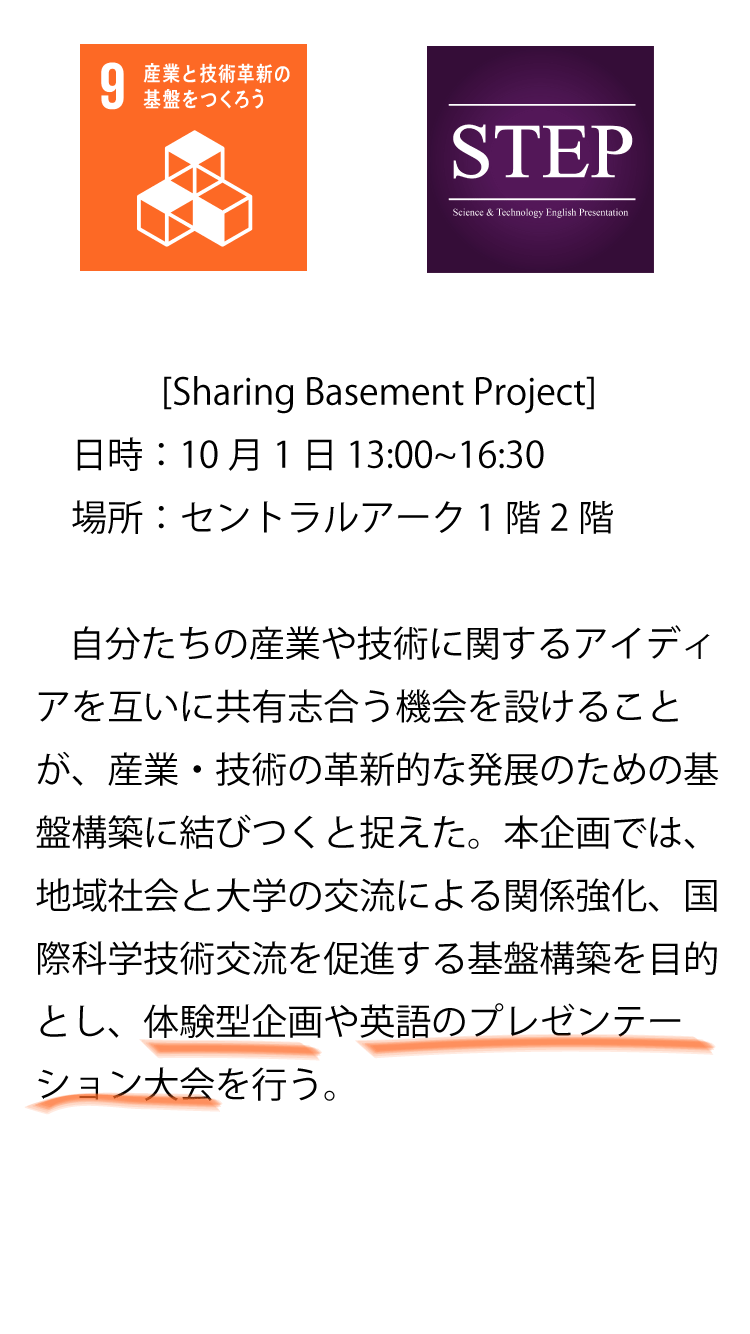 9 産業と技術革新の
基盤をつくろう
STEP
Science & Technology English Presentation
[Sharing Basement Project]
日時：10 月 1 日 13:00~16:30
場所：セントラルアーク 1 階 2 階
自分たちの産業や技術に関するアイディ
アを互いに共有志合う機会を設けること
が、産業・技術の革新的な発展のための基
盤構築に結びつくと捉えた。本企画では、
地域社会と大学の交流による関係強化、国
際科学技術交流を促進する基盤構築を目的
とし、体験型企画や英語のプレゼンテー
ション大会を行う。